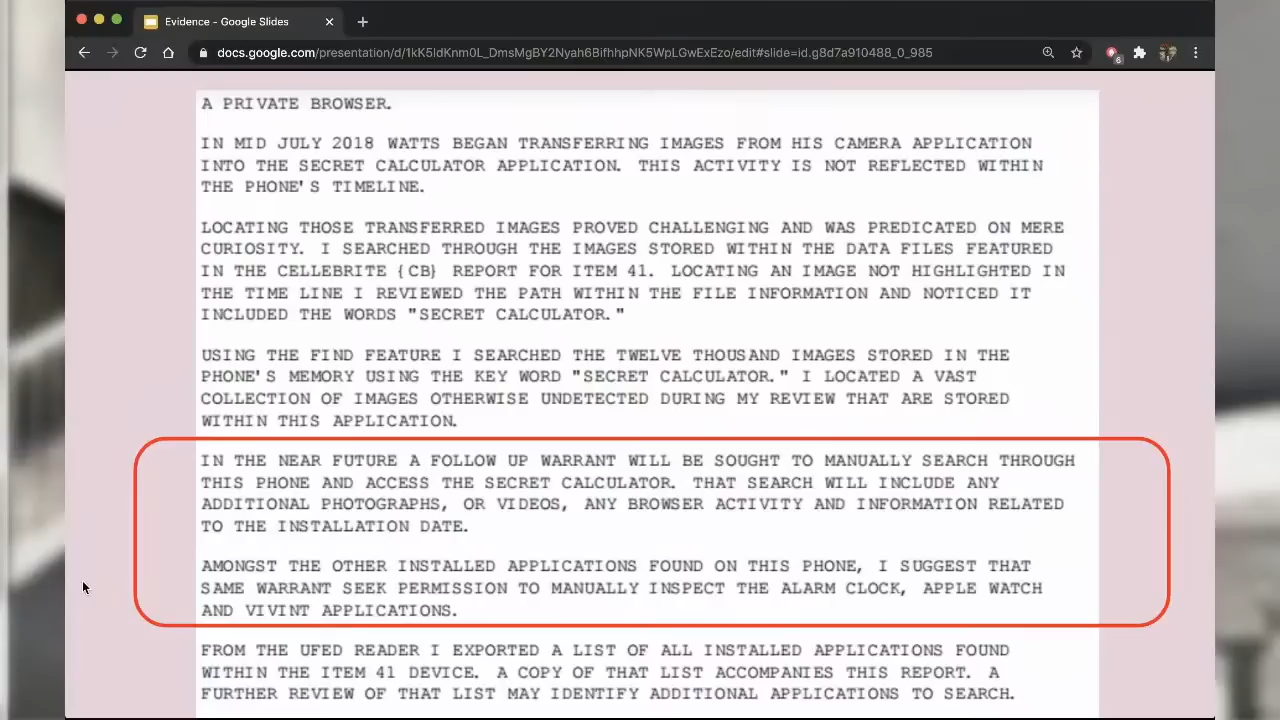 Evidence - Google Slides
docs.google.com/presentation/d/1kK5IdKnm0L_DmsMgBY2Nyah6BifhhpNK5WpLGwExEzo/edit#slide=id.g8d7a910488_0_985
6
A PRIVATE BROWSER.
IN MID JULY 2018 WATTS BEGAN TRANSFERRING IMAGES FROM HIS CAMERA APPLICATION
INTO THE SECRET CALCULATOR APPLICATION. THIS ACTIVITY IS NOT REFLECTED WITHIN
THE PHONE'S TIMELINE.
LOCATING THOSE TRANSFERRED IMAGES PROVED CHALLENGING AND WAS PREDICATED ON MERE
CURIOSITY. I SEARCHED THROUGH THE IMAGES STORED WITHIN THE DATA FILES FEATURED
IN THE CELLEBRITE {CB} REPORT FOR ITEM 41. LOCATING AN IMAGE NOT HIGHLIGHTED IN
THE TIME LINE I REVIEWED THE PATH WITHIN THE FILE INFORMATION AND NOTICED IT
INCLUDED THE WORDS "SECRET CALCULATOR."
USING THE FIND FEATURE I SEARCHED THE TWELVE THOUSAND IMAGES STORED IN THE
PHONE'S MEMORY USING THE KEY WORD "SECRET CALCULATOR." I LOCATED A VAST
COLLECTION OF IMAGES OTHERWISE UNDETECTED DURING MY REVIEW THAT ARE STORED
WITHIN THIS APPLICATION.
IN THE NEAR FUTURE A FOLLOW UP WARRANT WILL BE SOUGHT TO MANUALLY SEARCH THROUGH
THIS PHONE AND ACCESS THE SECRET CALCULATOR. THAT SEARCH WILL INCLUDE ANY
ADDITIONAL PHOTOGRAPHS, OR VIDEOS, ANY BROWSER ACTIVITY AND INFORMATION RELATED
TO THE INSTALLATION DATE.
AMONGST THE OTHER INSTALLED APPLICATIONS FOUND ON THIS PHONE, I SUGGEST THAT
SAME WARRANT SEEK PERMISSION TO MANUALLY INSPECT THE ALARM CLOCK, APPLE WATCH
AND VIVINT APPLICATIONS.
FROM THE UFED READER I EXPORTED A LIST OF ALL INSTALLED APPLICATIONS FOUND
WITHIN THE ITEM 41 DEVICE. A COPY OF THAT LIST ACCOMPANIES THIS REPORT. A
FURTHER REVIEW OF THAT LIST MAY IDENTIFY ADDITIONAL APPLICATIONS TO SEARCH.